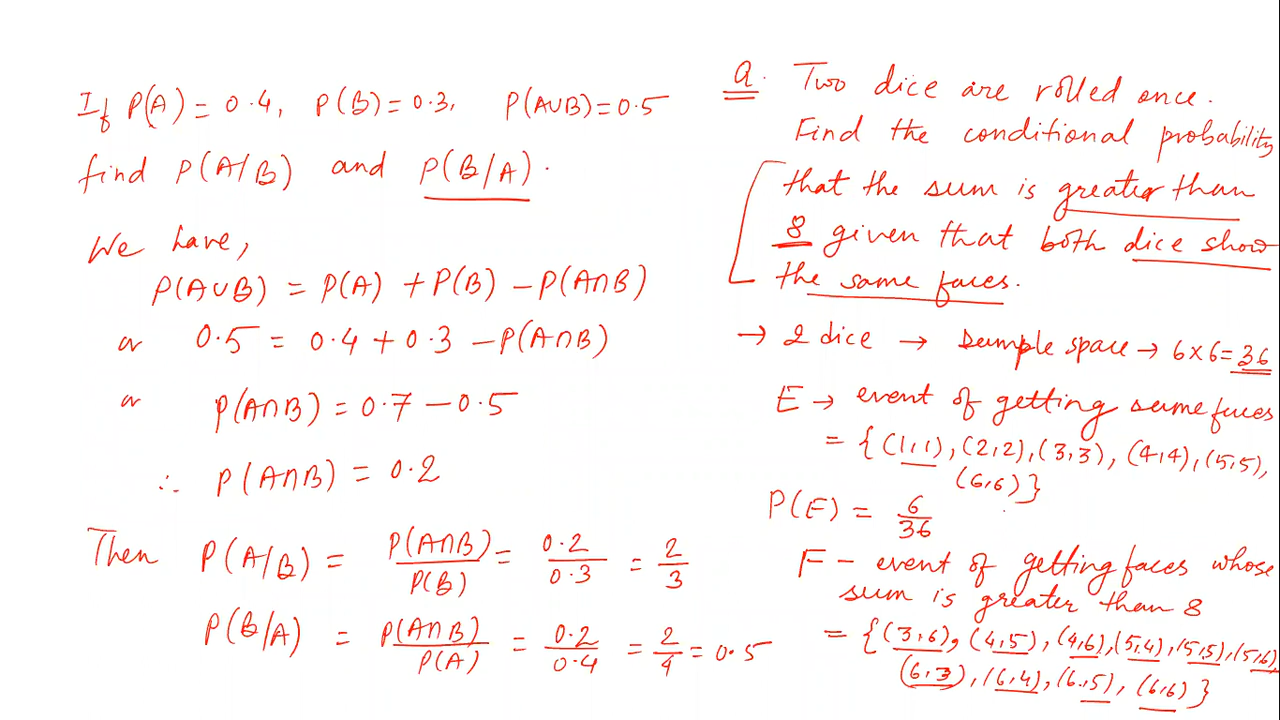 If P(A) = 0.4, P(B) = 0.3, P(A∪B) = 0.5
find P(A/B) and P(B/A).
We have,
P(A∪B) = P(A) + P(B) - P(A∩B)
or 0.5 = 0.4 + 0.3 - P(A∩B)
or P(A∩B) = 0.7 - 0.5
∴ P(A∩B) = 0.2
Then P(A/B) = P(A∩B)/P(B) = 0.2/0.3 = 2/3
P(B/A) = P(A∩B)/P(A) = 0.2/0.4 = 2/4 = 0.5
Q. Two dice are rolled once.
Find the conditional probability
that the sum is greater than
8 given that both dice show
the same faces.
→ 2 dice → Sample space → 6×6 = 36
E → event of getting same faces
= {(1,1), (2,2), (3,3), (4,4), (5,5),
(6,6)}
P(E) = 6/36
F - event of getting faces whose
sum is greater than 8
= {(3,6), (4,5), (4,6), (5,4), (5,5), (5,6),
(6,3), (6,4), (6,5), (6,6)}